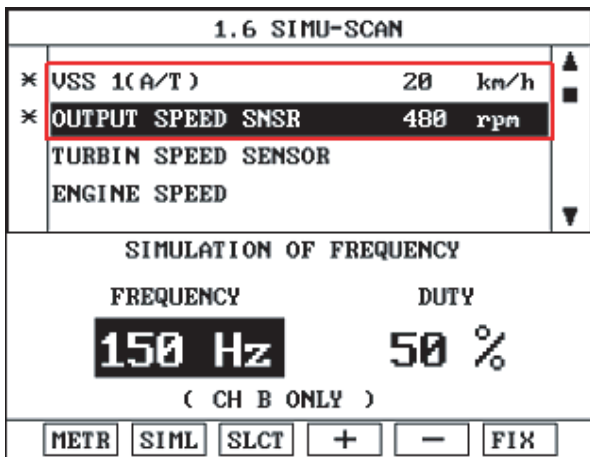 1.6 SIMU-SCAN
* VSS 1(A/T) 20 km/h
* OUTPUT SPEED SNSR 480 rpm
TURBIN SPEED SENSOR
ENGINE SPEED
SIMULATION OF FREQUENCY
FREQUENCY DUTY
150 Hz 50 %
( CH B ONLY )
METR SIML SLCT + - FIX